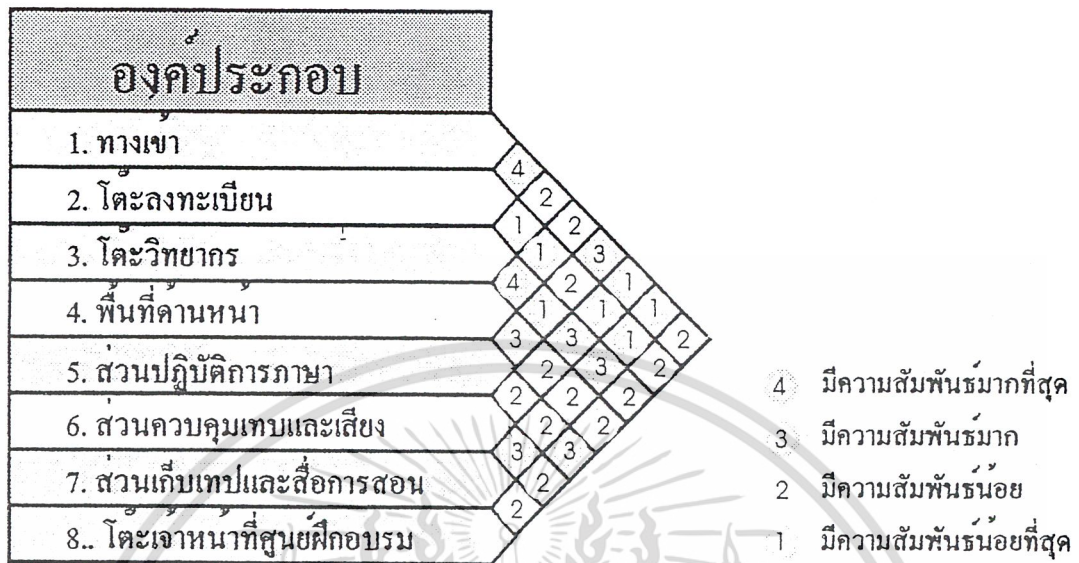 องค์ประกอบ
1. ทางเข้า
4
2
2. โต๊ะลงทะเบียน
1 2
3. โต๊ะวิทยากร
1 3
4 2 1
4. พื้นที่ด้านหน้า
1 1 1
3 3 1 2
5. ส่วนปฏิบัติการภาษา
2 3 2
2 2 2
6. ส่วนควบคุมเทบและเสียง
2 2
3 3
7. ส่วนเก็บเทปและสื่อการสอน
2
2
8.. โต๊ะเจ้าหน้าที่ศูนย์ฝึกอบรม
4 มีความสัมพันธ์มากที่สุด
3 มีความสัมพันธ์มาก
2 มีความสัมพันธ์น้อย
1 มีความสัมพันธ์น้อยที่สุด